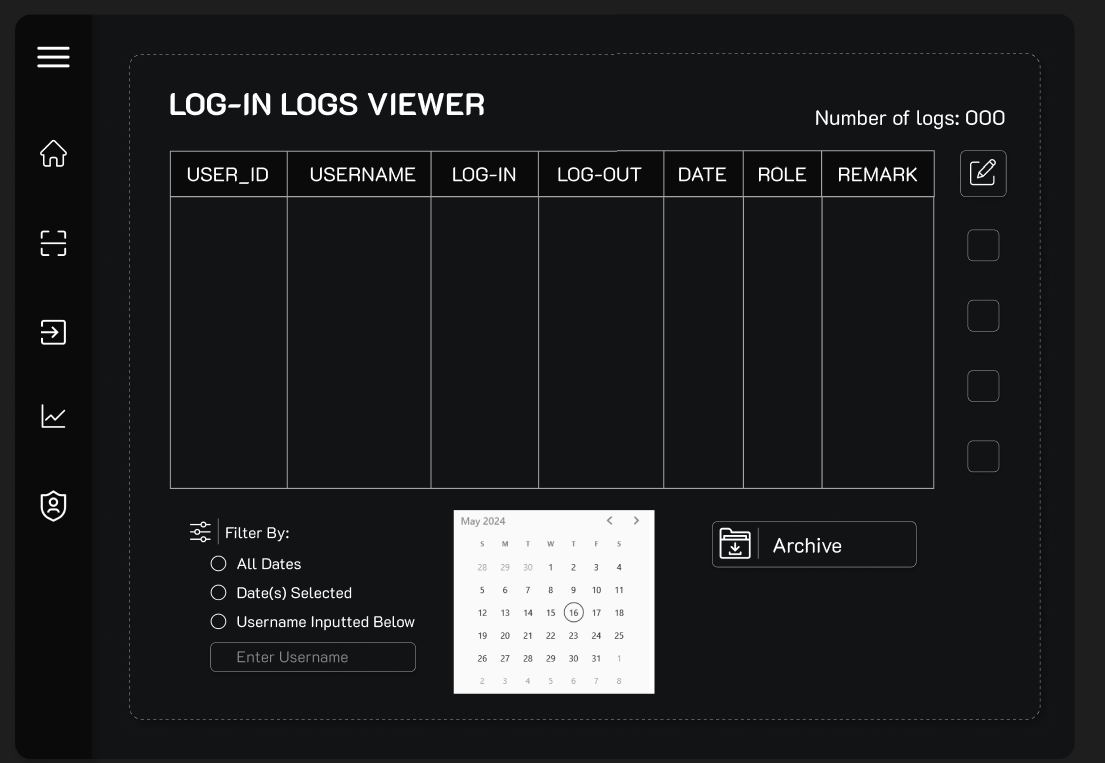 LOG-IN LOGS VIEWER
Number of logs: 000
USER_ID USERNAME LOG-IN LOG-OUT DATE ROLE REMARK
Filter By:
All Dates
Date(s) Selected
Username Inputted Below
Enter Username
May 2024
S M T W T F S
28 29 30 1 2 3 4
5 6 7 8 9 10 11
12 13 14 15 16 17 18
19 20 21 22 23 24 25
26 27 28 29 30 31 1
2 3 4 5 6 7 8
Archive